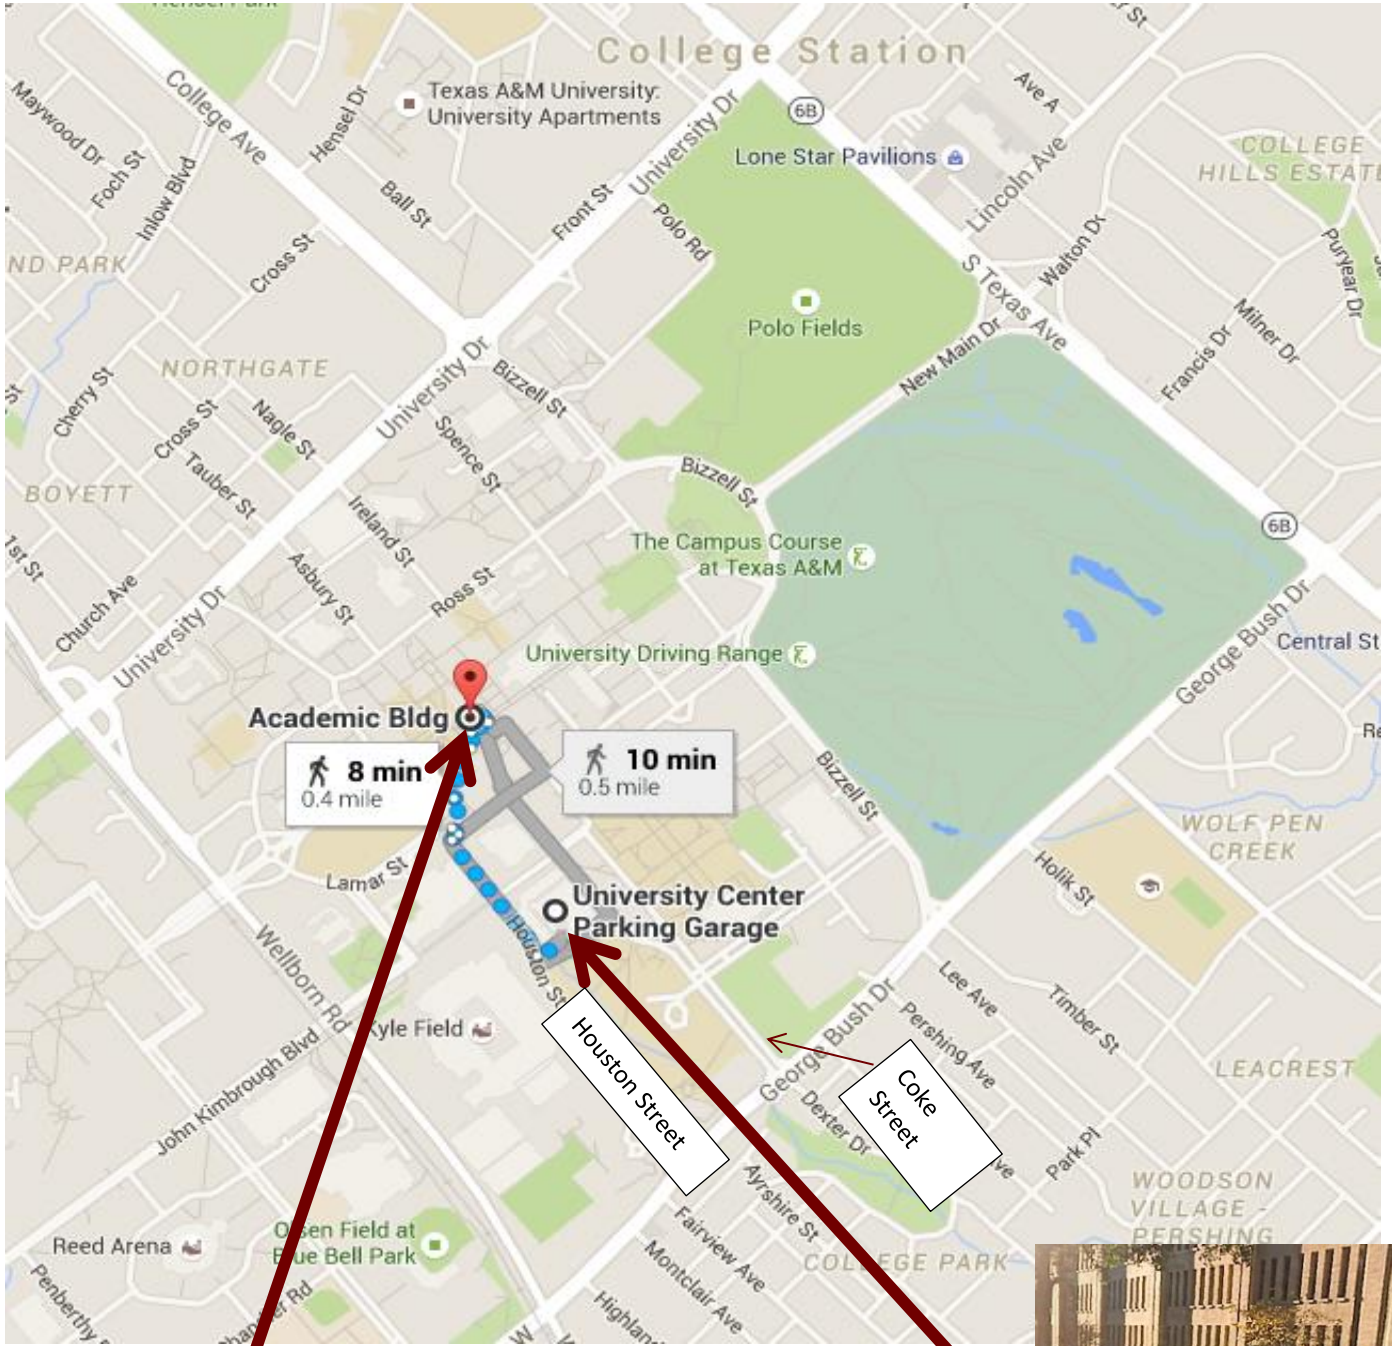 College Station
6B
Ave A
Texas A&M University:
University Apartments
Maywood Dr
Foch St
Inlow Blvd
College Ave
Hensel Dr
University Dr
Lone Star Pavilions
Lincoln Ave
COLLEGE
HILLS ESTATE
Ball St
Front St
Polo Rd
Walton Dr
Puryear Dr
ND PARK
Cross St
S Texas Ave
Polo Fields
Milner Dr
Francis Dr
New Main Dr
NORTHGATE
University Dr
Bizzell St
Cherry St
Cross St
Nagle St
Spence St
Tauber St
BOYETT
Bizzell St
Ireland St
6B
1st St
The Campus Course
at Texas A&M
Asbury St
Ross St
Church Ave
University Dr
University Driving Range
George Bush Dr
Central St
Academic Bldg
8 min
0.4 mile
10 min
0.5 mile
Bizzell St
WOLF PEN
CREEK
Lamar St
Holik St
University Center
Parking Garage
Houston St
Wellborn Rd
Lee Ave
Timber St
George Bush Dr
Pershing Ave
Kyle Field
Houston Street
Coke
Street
LEACREST
John Kimbrough Blvd
Dexter Dr
Park Pl
Ayrshire St
WOODSON
VILLAGE -
PERSHING
Fairview Ave
Reed Arena
Olsen Field at
Blue Bell Park
Montclair Ave
COLLEGE PARK
Penberthy
Highlan
W